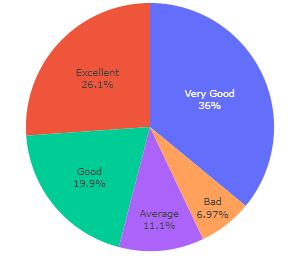 Excellent
26.1%
Very Good
36%
Good
19.9%
Average
11.1%
Bad
6.97%